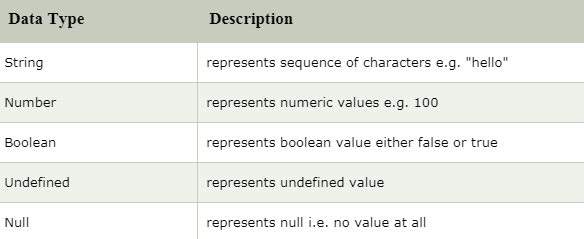 Data Type Description
String represents sequence of characters e.g. "hello"
Number represents numeric values e.g. 100
Boolean represents boolean value either false or true
Undefined represents undefined value
Null represents null i.e. no value at all